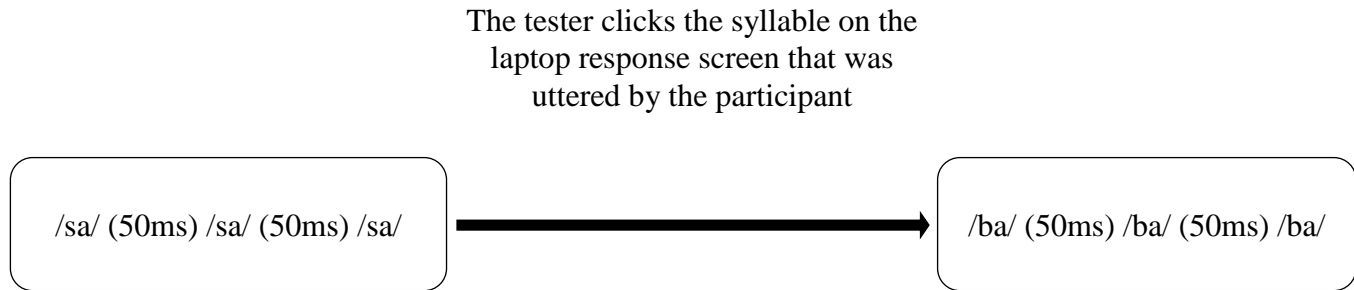 The tester clicks the syllable on the
laptop response screen that was
uttered by the participant
/sa/ (50ms) /sa/ (50ms) /sa/
/ba/ (50ms) /ba/ (50ms) /ba/